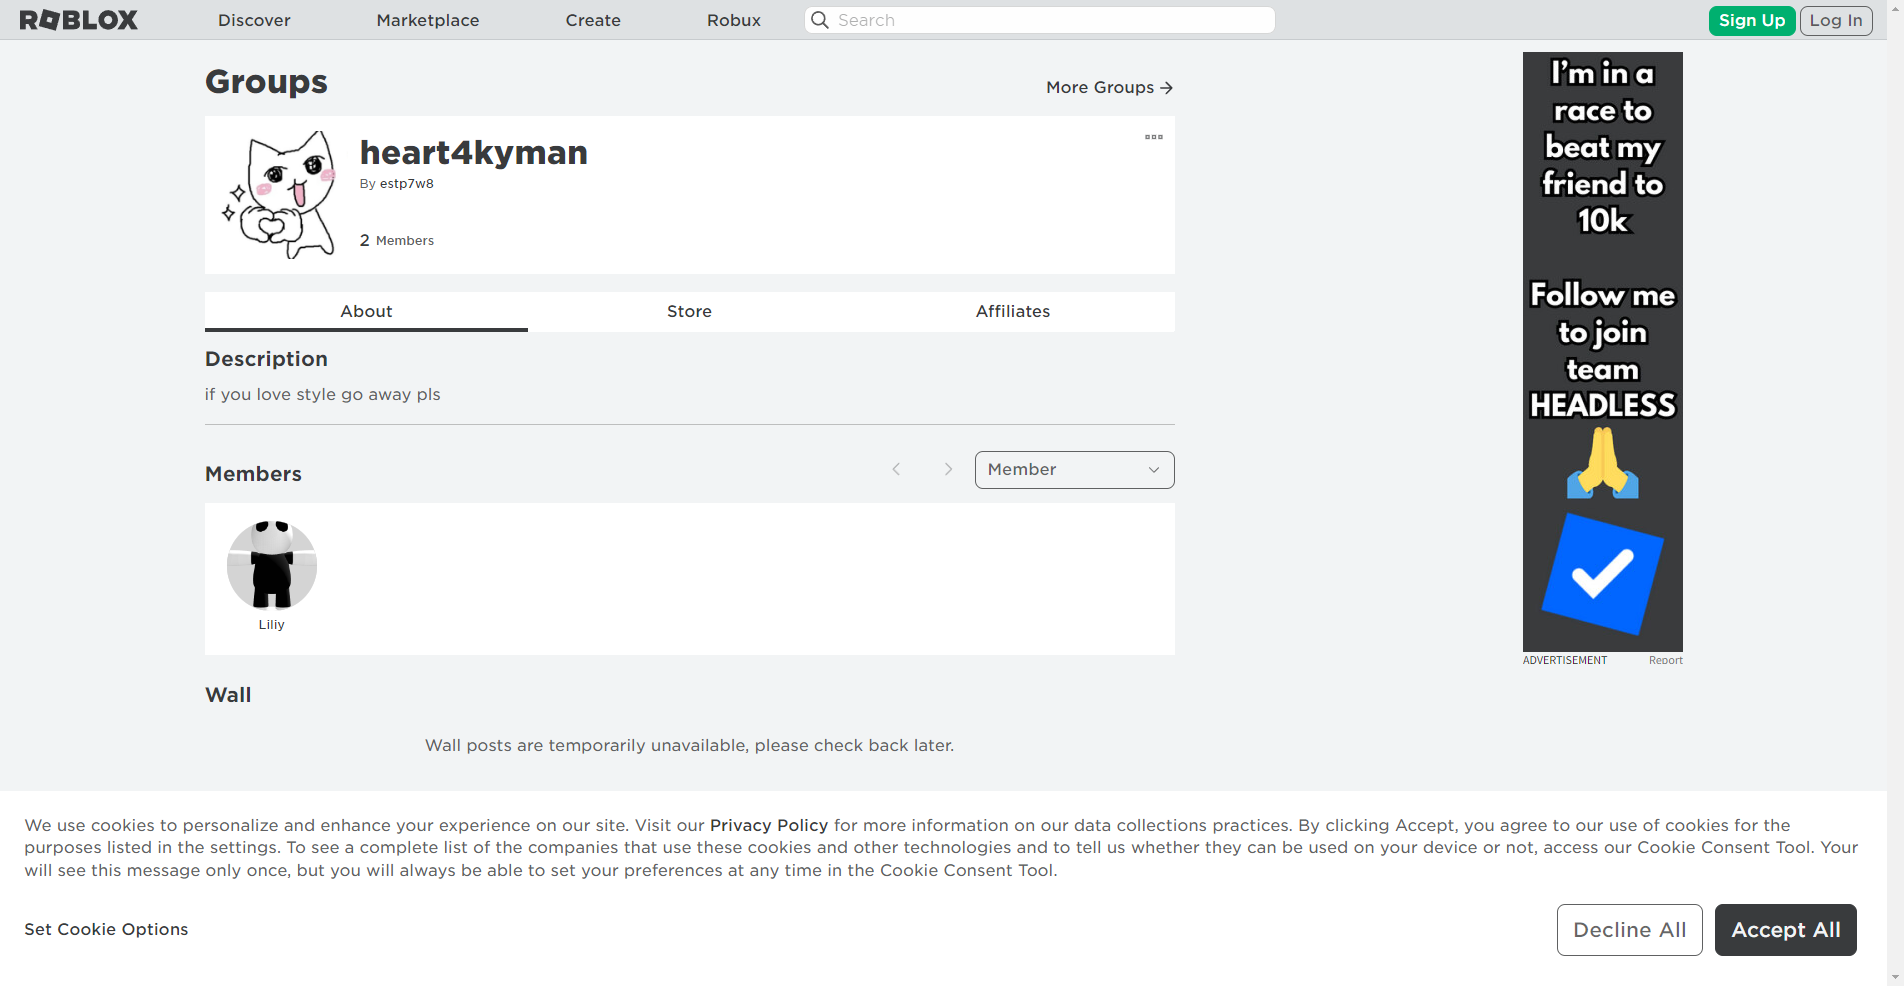 ROBLOX Discover Marketplace Create Robux Search Sign Up Log In
Groups
More Groups
heart4kyman
By estp7w8
2 Members
About Store Affiliates
Description
if you love style go away pls
Members
Member
Liliy
Wall
Wall posts are temporarily unavailable, please check back later.
I'm in a
race to
beat my
friend to
10k
Follow me
to join
team
HEADLESS
ADVERTISEMENT Report
We use cookies to personalize and enhance your experience on our site. Visit our Privacy Policy for more information on our data collections practices. By clicking Accept, you agree to our use of cookies for the
purposes listed in the settings. To see a complete list of the companies that use these cookies and other technologies and to tell us whether they can be used on your device or not, access our Cookie Consent Tool. Your
will see this message only once, but you will always be able to set your preferences at any time in the Cookie Consent Tool.
Set Cookie Options
Decline All Accept All